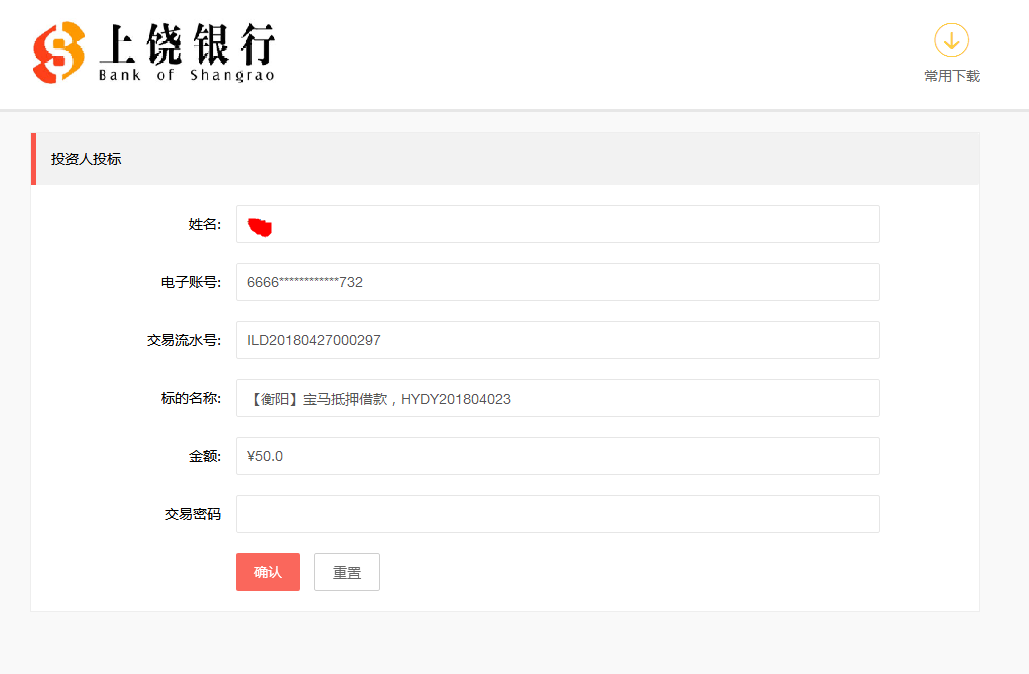 上饶银行
Bank of Shangrao
常用下载
投资人投标
姓名:
电子账号: 6666************732
交易流水号: ILD20180427000297
标的名称: 【衡阳】宝马抵押借款，HYDY201804023
金额: ¥50.0
交易密码
确认 重置